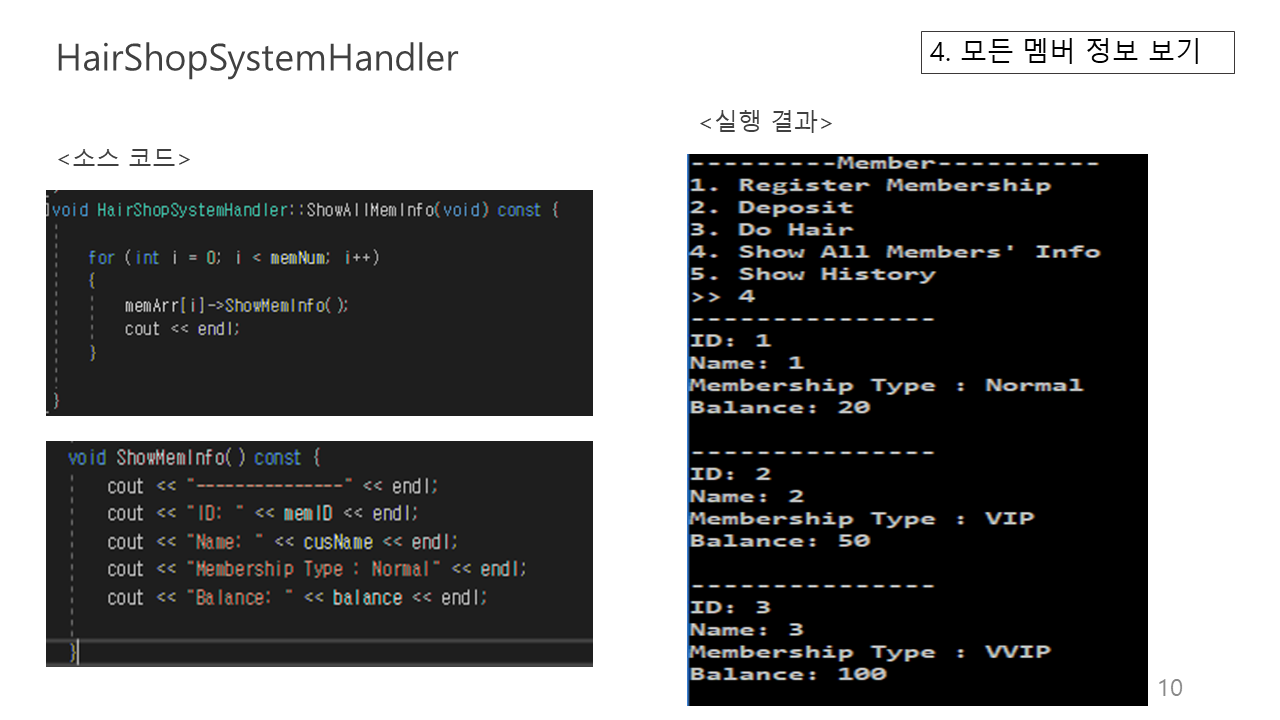 HairShopSystemHandler
4. 모든 멤버 정보 보기
<소스 코드>
void HairShopSystemHandler::ShowAllMemInfo(void) const {
for (int i = 0; i < memNum; i++)
{
memArr[i]->ShowMemInfo();
cout << endl;
}
}
void ShowMemInfo() const {
cout << "---------------" << endl;
cout << "ID: " << memID << endl;
cout << "Name: " << cusName << endl;
cout << "Membership Type : Normal" << endl;
cout << "Balance: " << balance << endl;
}
<실행 결과>
---------Member----------
1. Register Membership
2. Deposit
3. Do Hair
4. Show All Members' Info
5. Show History
>> 4
---------------
ID: 1
Name: 1
Membership Type : Normal
Balance: 20
---------------
ID: 2
Name: 2
Membership Type : VIP
Balance: 50
---------------
ID: 3
Name: 3
Membership Type : VVIP
Balance: 100
10